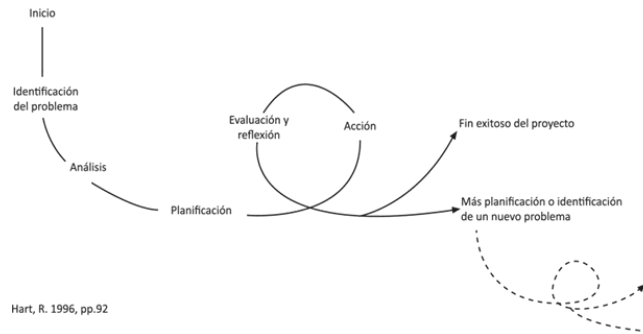 Inicio
Identificación
del problema
Análisis
Planificación
Evaluación y
reflexión
Acción
Fin exitoso del proyecto
Más planificación o identificación
de un nuevo problema
Hart, R. 1996, pp.92